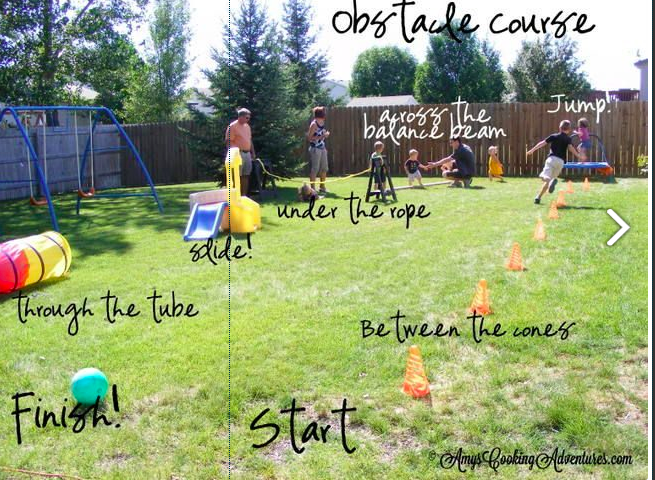 Obstacle course
Jump!
across the
balance beam
under the rope
slide!
through the tube
Between the cones
Finish!
Start
© AmysCookingAdventures.com